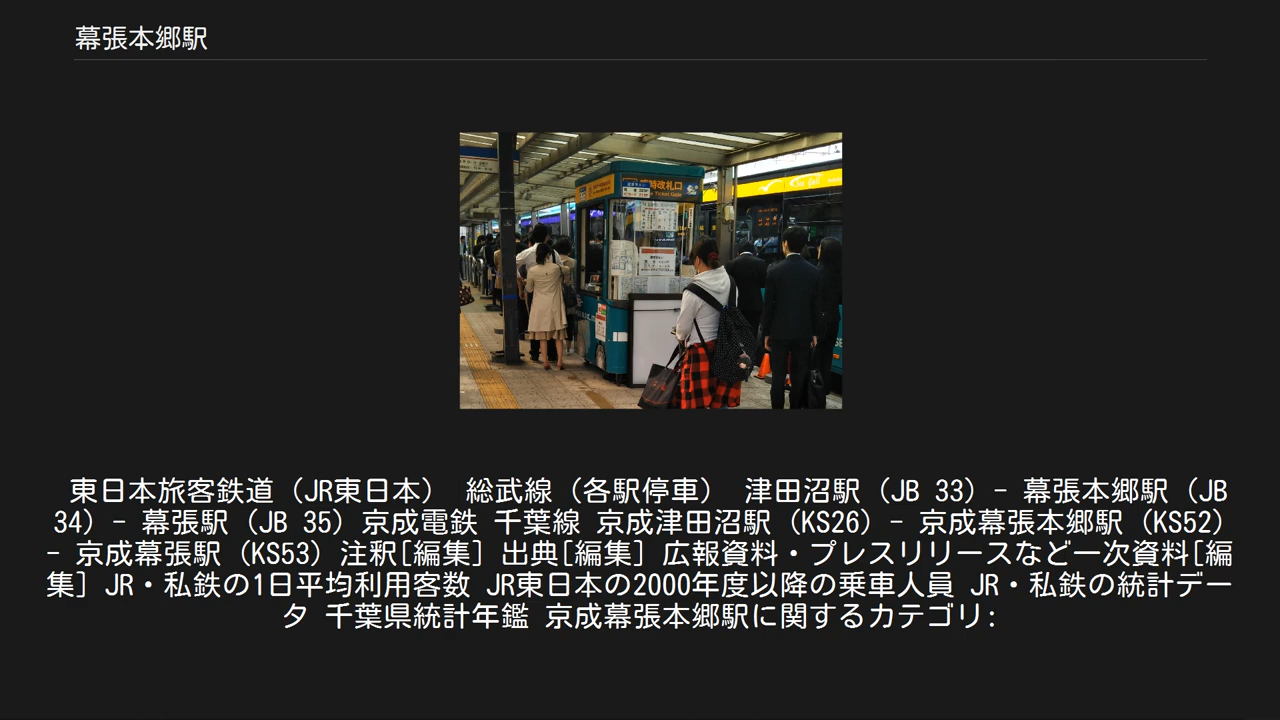 幕張本郷駅
臨時改札口
東日本旅客鉄道（JR東日本） 総武線（各駅停車） 津田沼駅（JB 33）- 幕張本郷駅（JB
34）- 幕張駅（JB 35）京成電鉄 千葉線 京成津田沼駅（KS26）- 京成幕張本郷駅（KS52）
- 京成幕張駅（KS53）注釈[編集] 出典[編集] 広報資料・プレスリリースなど一次資料[編
集] JR・私鉄の1日平均利用客数 JR東日本の2000年度以降の乗車人員 JR・私鉄の統計デー
タ 千葉県統計年鑑 京成幕張本郷駅に関するカテゴリ: